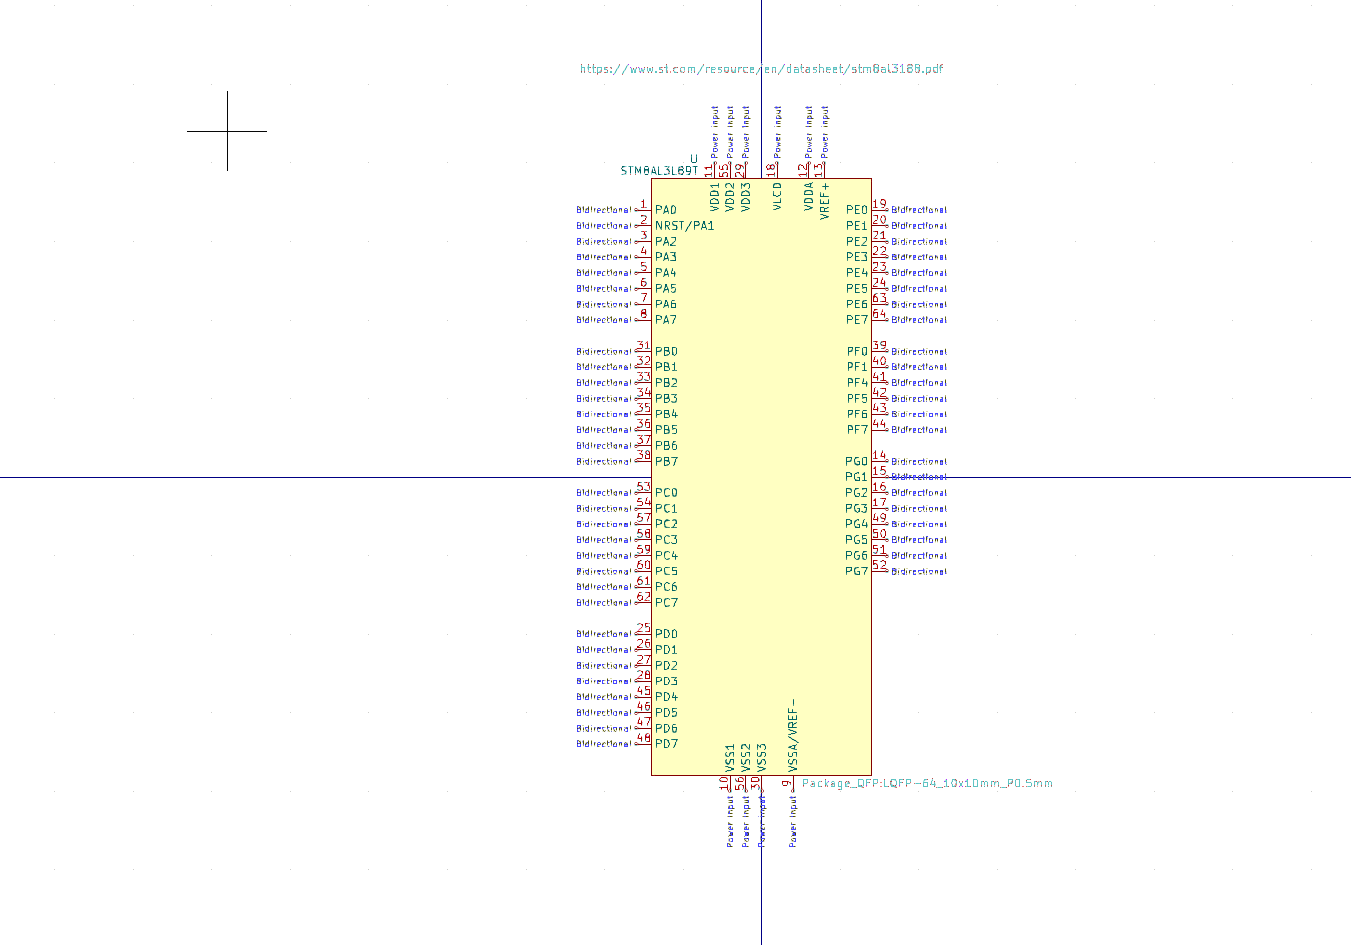 https://www.st.com/resource/en/datasheet/stm8al3188.pdf
Power input Power input Power input Power input Power input Power input
U
STM8AL3L89T
11 55 29 18 12 13
VDD1 VDD2 VDD3 VLCD VDDA VREF+
Bidirectional 1 PA0 PE0 19 Bidirectional
Bidirectional 2 NRST/PA1 PE1 20 Bidirectional
Bidirectional 3 PA2 PE2 21 Bidirectional
Bidirectional 4 PA3 PE3 22 Bidirectional
Bidirectional 5 PA4 PE4 23 Bidirectional
Bidirectional 6 PA5 PE5 24 Bidirectional
Bidirectional 7 PA6 PE6 63 Bidirectional
Bidirectional 8 PA7 PE7 64 Bidirectional
Bidirectional 31 PB0 PF0 39 Bidirectional
Bidirectional 32 PB1 PF1 40 Bidirectional
Bidirectional 33 PB2 PF4 41 Bidirectional
Bidirectional 34 PB3 PF5 42 Bidirectional
Bidirectional 35 PB4 PF6 43 Bidirectional
Bidirectional 36 PB5 PF7 44 Bidirectional
Bidirectional 37 PB6
Bidirectional 38 PB7 PG0 14 Bidirectional
PG1 15 Bidirectional
Bidirectional 53 PC0 PG2 16 Bidirectional
Bidirectional 54 PC1 PG3 17 Bidirectional
Bidirectional 57 PC2 PG4 49 Bidirectional
Bidirectional 58 PC3 PG5 50 Bidirectional
Bidirectional 59 PC4 PG6 51 Bidirectional
Bidirectional 60 PC5 PG7 52 Bidirectional
Bidirectional 61 PC6
Bidirectional 62 PC7
Bidirectional 25 PD0
Bidirectional 26 PD1
Bidirectional 27 PD2
Bidirectional 28 PD3
Bidirectional 45 PD4
Bidirectional 46 PD5
Bidirectional 47 PD6
Bidirectional 48 PD7
VSS1 VSS2 VSS3 VSSA/VREF-
10 56 30 9
Package_QFP:LQFP-64_10x10mm_P0.5mm
Power input Power input Power input Power input